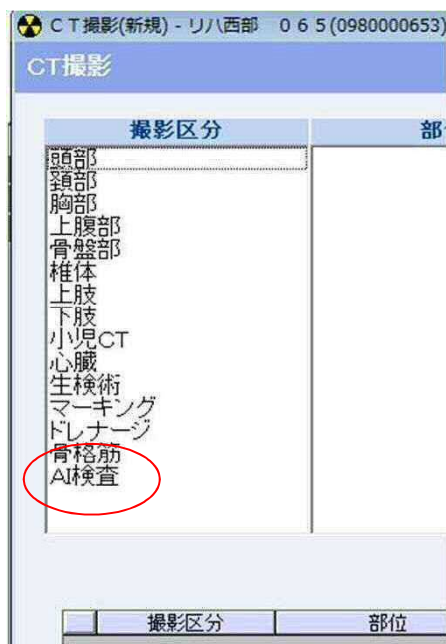 CT撮影(新規) - リハ西部　０６５(0980000653)
CT撮影
撮影区分
頭部
頚部
胸部
上腹部
骨盤部
椎体
上肢
下肢
小児CT
心臓
生検術
マーキング
ドレナージ
骨格筋
AI検査
撮影区分 部位